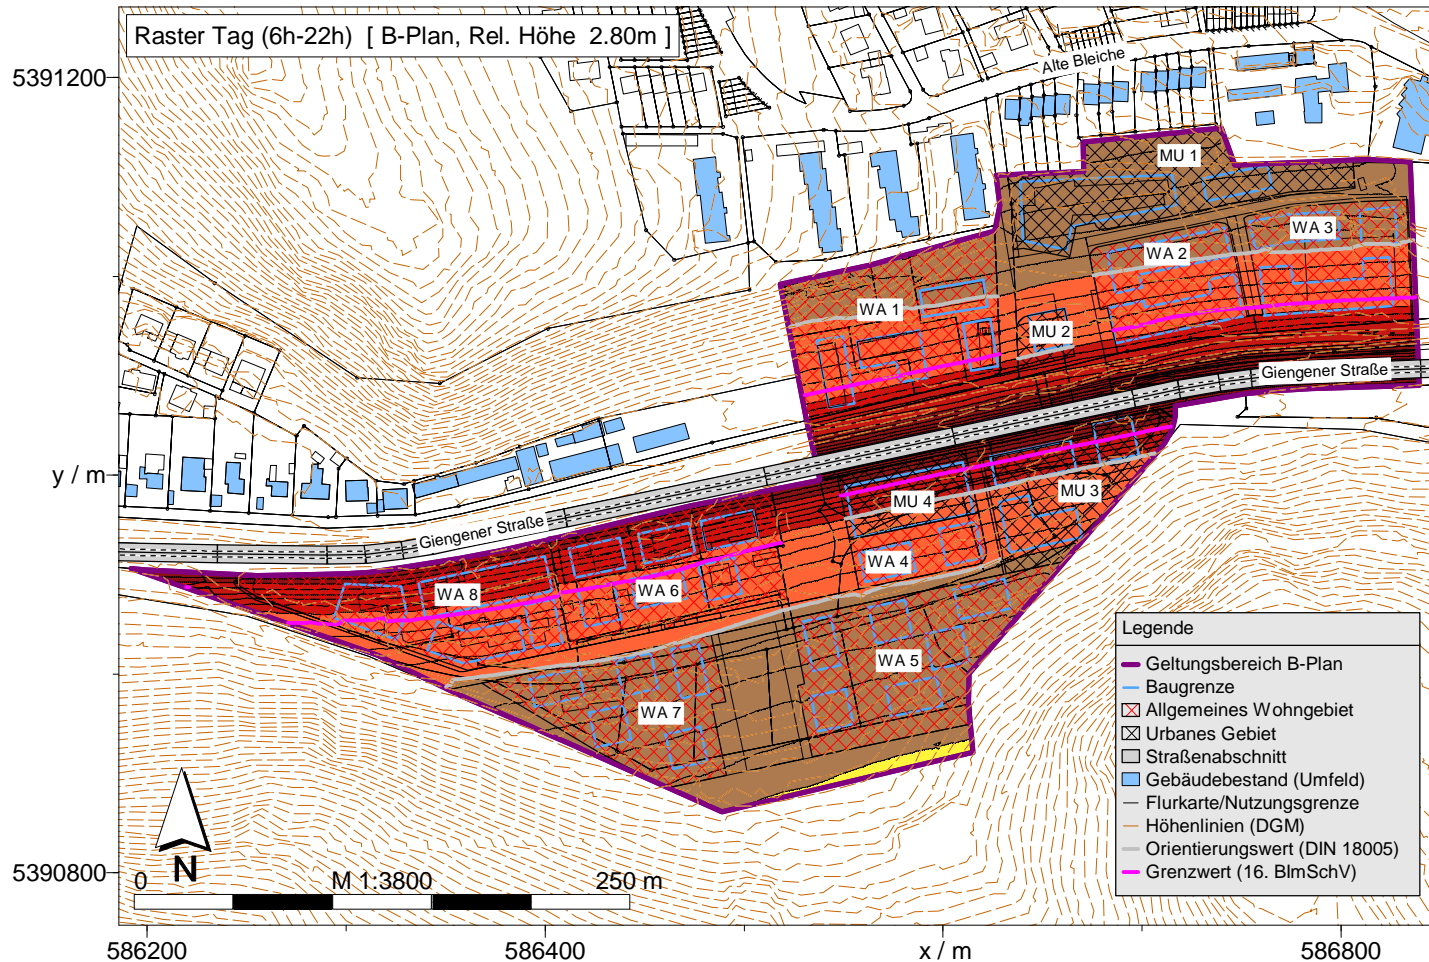 Raster Tag (6h-22h) [ B-Plan, Rel. Höhe 2.80m ]
Alte Bleiche
5391200
MU 1
WA 3
WA 2
WA 1
MU 2
Giengener Straße
y / m
MU 3
MU 4
Giengener Straße
WA 4
WA 6
WA 8
WA 5
WA 7
Legende
Geltungsbereich B-Plan
Baugrenze
Allgemeines Wohngebiet
Urbanes Gebiet
Straßenabschnitt
Gebäudebestand (Umfeld)
Flurkarte/Nutzungsgrenze
Höhenlinien (DGM)
Orientierungswert (DIN 18005)
Grenzwert (16. BImSchV)
N
5390800
0 M 1:3800 250 m
586200 586400 x / m 586800